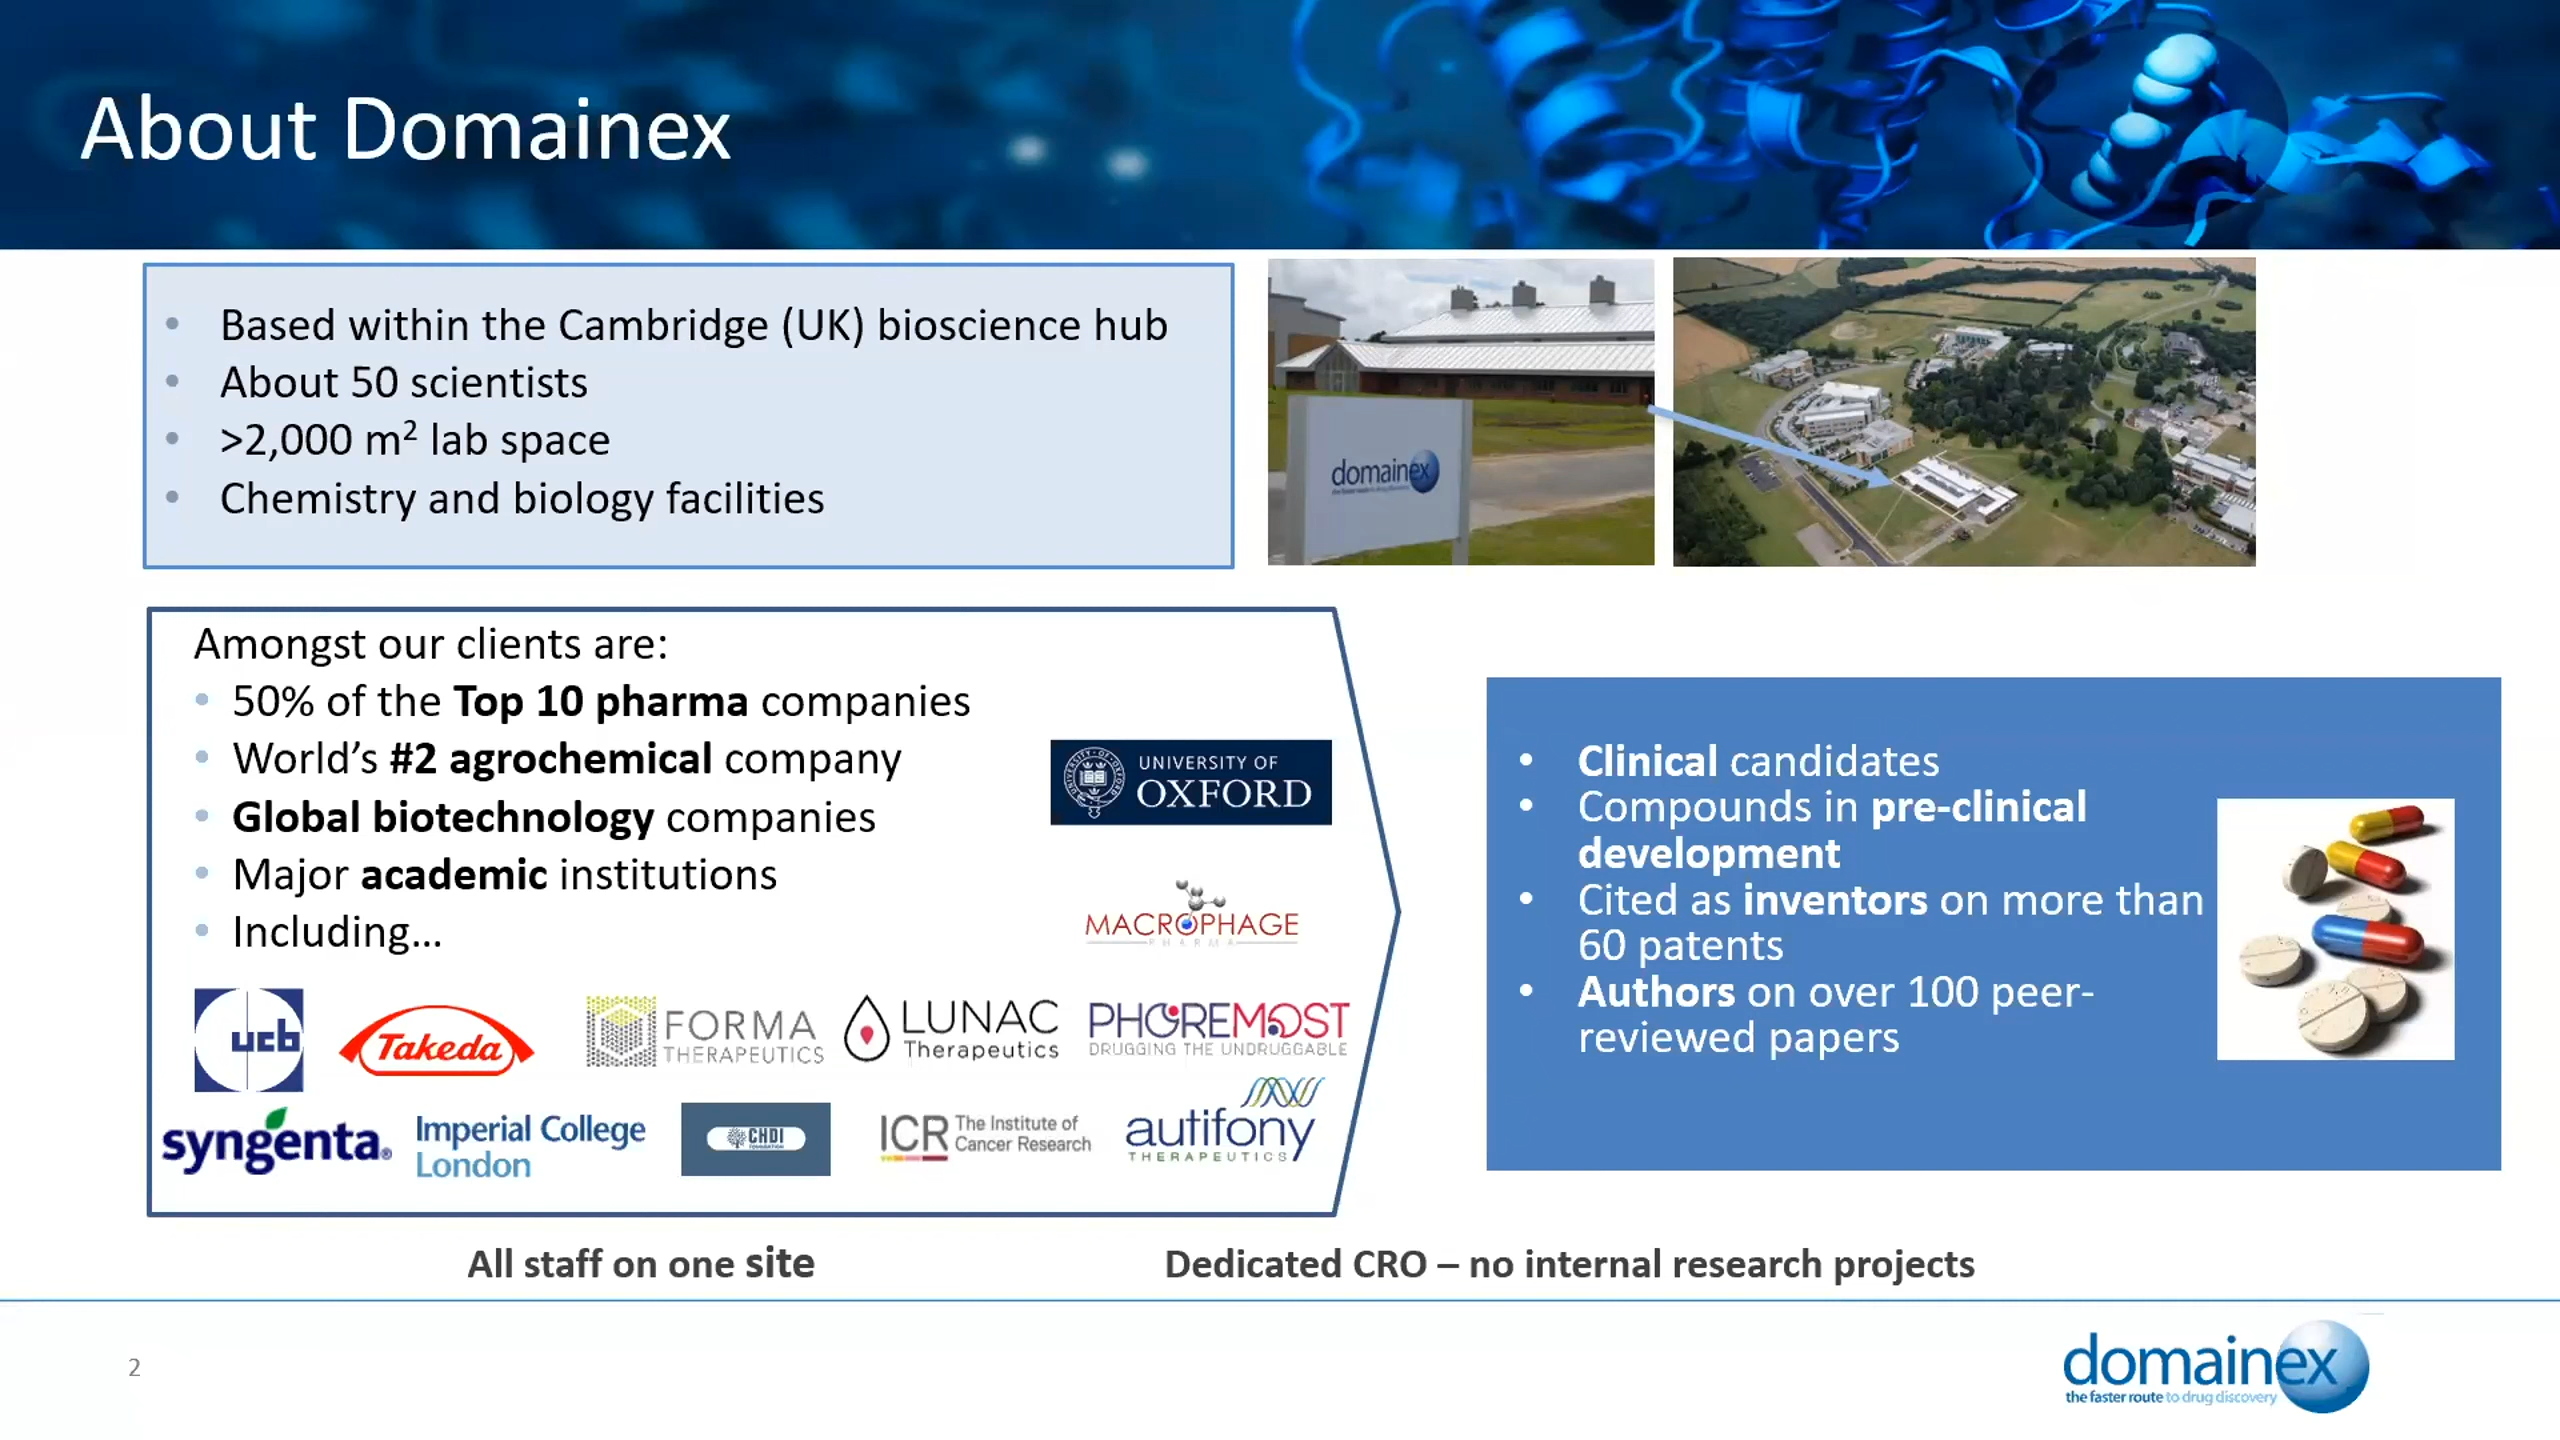 About Domainex
• Based within the Cambridge (UK) bioscience hub
• About 50 scientists
• >2,000 m² lab space
• Chemistry and biology facilities
domainex
Amongst our clients are:
• 50% of the Top 10 pharma companies
• World's #2 agrochemical company
• Global biotechnology companies
• Major academic institutions
• Including…
UNIVERSITY OF
OXFORD
MACROPHAGE
PHARMA
ucb
Takeda
FORMA
THERAPEUTICS
LUNAC
Therapeutics
PHOREMOST
DRUGGING THE UNDRUGGABLE
syngenta®
Imperial College
London
CHDI
FOUNDATION
ICR The Institute of
Cancer Research
autifony
THERAPEUTICS
• Clinical candidates
• Compounds in pre-clinical
development
• Cited as inventors on more than
60 patents
• Authors on over 100 peer-
reviewed papers
All staff on one site
Dedicated CRO – no internal research projects
2
domainex
the faster route to drug discovery